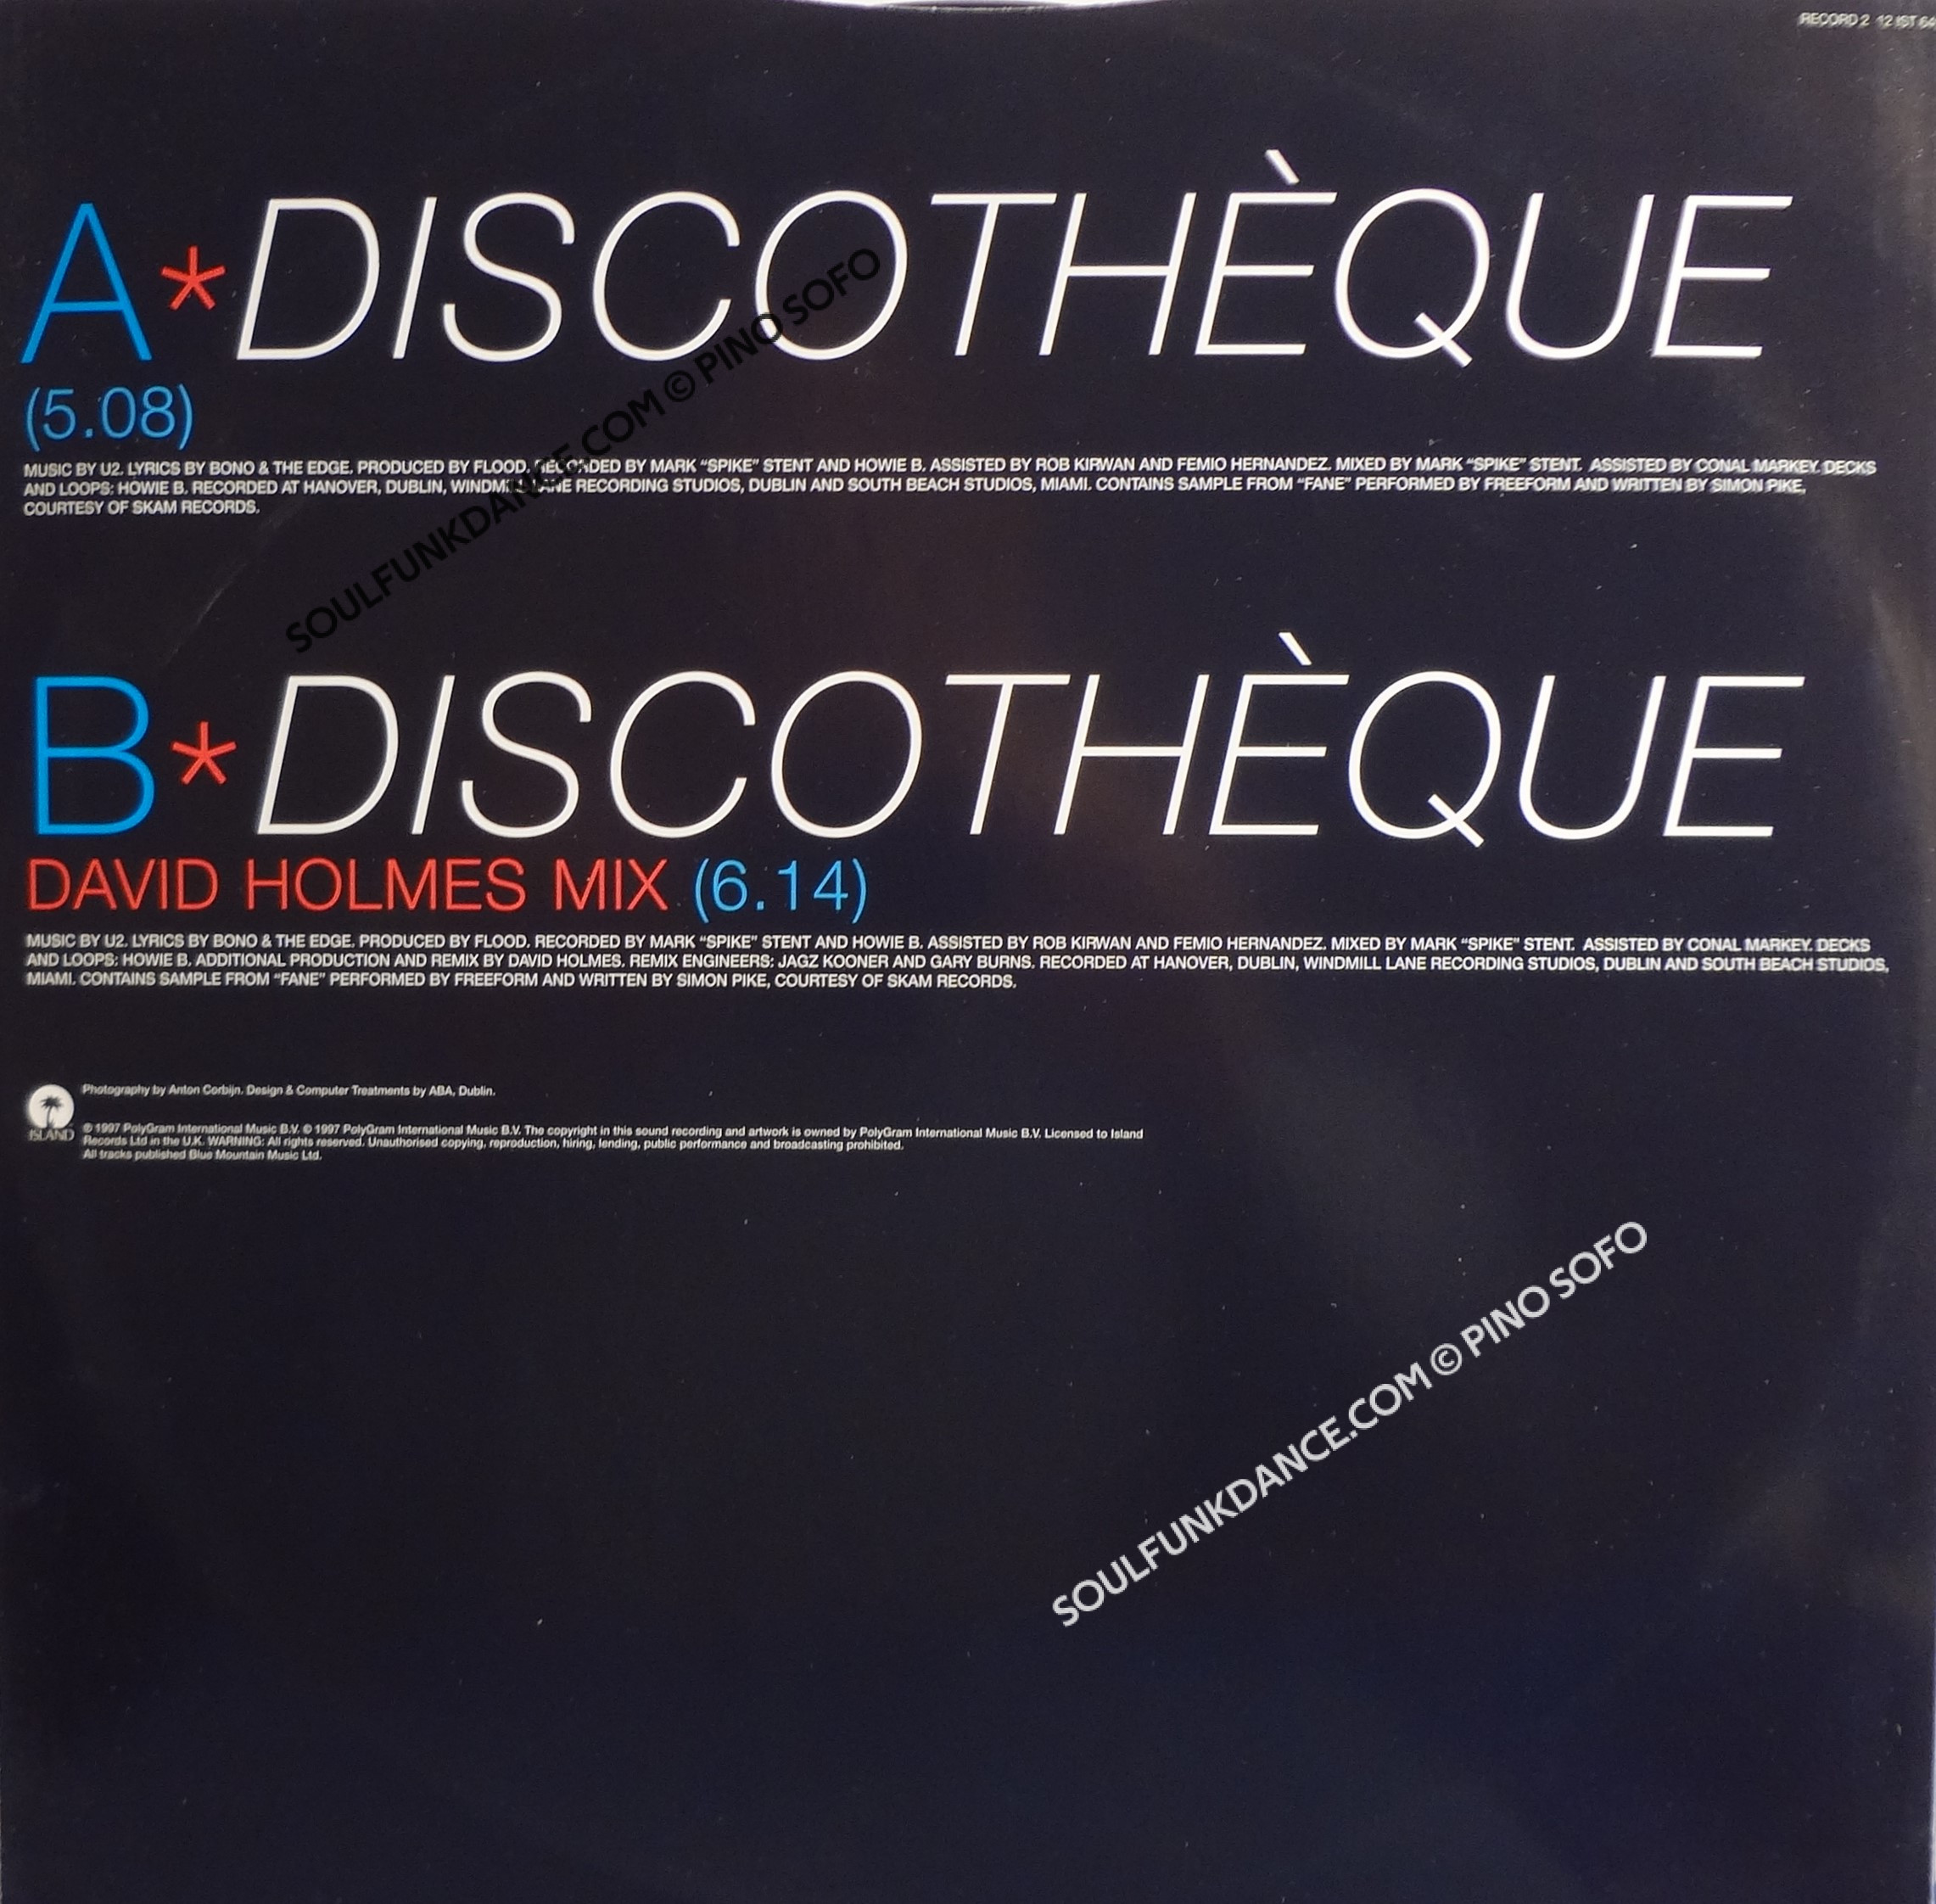 RECORD 2 12 IST 64
A*DISCOTHÈQUE
(5.08)
MUSIC BY U2. LYRICS BY BONO & THE EDGE. PRODUCED BY FLOOD. RECORDED BY MARK “SPIKE” STENT AND HOWIE B. ASSISTED BY ROB KIRWAN AND FEMIO HERNANDEZ. MIXED BY MARK “SPIKE” STENT. ASSISTED BY CONAL MARKEY. DECKS
AND LOOPS: HOWIE B. RECORDED AT HANOVER, DUBLIN, WINDMILL LANE RECORDING STUDIOS, DUBLIN AND SOUTH BEACH STUDIOS, MIAMI. CONTAINS SAMPLE FROM “FANE” PERFORMED BY FREEFORM AND WRITTEN BY SIMON PIKE,
COURTESY OF SKAM RECORDS.
SOULFUNKDANCE.COM © PINO SOFO
B*DISCOTHÈQUE
DAVID HOLMES MIX (6.14)
MUSIC BY U2. LYRICS BY BONO & THE EDGE. PRODUCED BY FLOOD. RECORDED BY MARK “SPIKE” STENT AND HOWIE B. ASSISTED BY ROB KIRWAN AND FEMIO HERNANDEZ. MIXED BY MARK “SPIKE” STENT. ASSISTED BY CONAL MARKEY. DECKS
AND LOOPS: HOWIE B. ADDITIONAL PRODUCTION AND REMIX BY DAVID HOLMES. REMIX ENGINEERS: JAGZ KOONER AND GARY BURNS. RECORDED AT HANOVER, DUBLIN, WINDMILL LANE RECORDING STUDIOS, DUBLIN AND SOUTH BEACH STUDIOS,
MIAMI. CONTAINS SAMPLE FROM “FANE” PERFORMED BY FREEFORM AND WRITTEN BY SIMON PIKE, COURTESY OF SKAM RECORDS.
Photography by Anton Corbijn. Design & Computer Treatments by ABA, Dublin.
ISLAND
℗ 1997 PolyGram International Music B.V. © 1997 PolyGram International Music B.V. The copyright in this sound recording and artwork is owned by PolyGram International Music B.V. Licensed to Island
Records Ltd in the U.K. WARNING: All rights reserved. Unauthorised copying, reproduction, hiring, lending, public performance and broadcasting prohibited.
All tracks published Blue Mountain Music Ltd.
SOULFUNKDANCE.COM © PINO SOFO